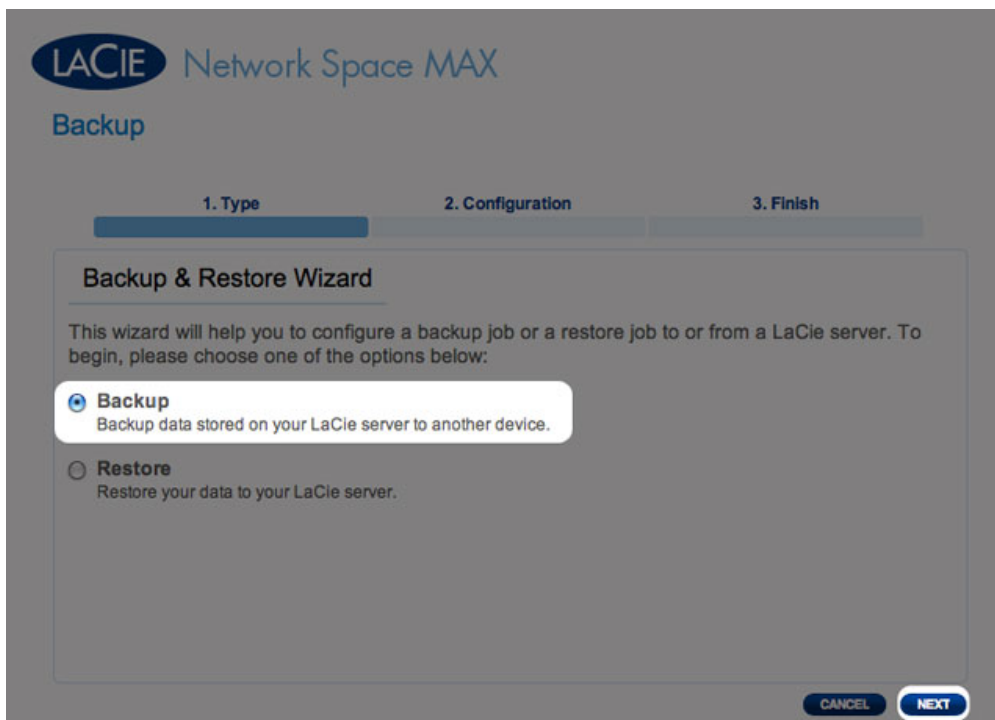 LACIE Network Space MAX
Backup
1. Type 2. Configuration 3. Finish
Backup & Restore Wizard
This wizard will help you to configure a backup job or a restore job to or from a LaCie server. To
begin, please choose one of the options below:
Backup
Backup data stored on your LaCie server to another device.
Restore
Restore your data to your LaCie server.
CANCEL NEXT